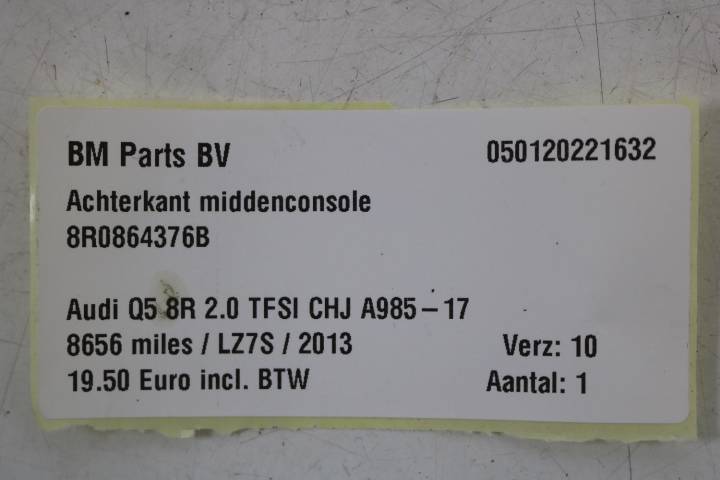 BM Parts BV 050120221632
Achterkant middenconsole
8R0864376B
Audi Q5 8R 2.0 TFSI CHJ A985-17
8656 miles / LZ7S / 2013 Verz: 10
19.50 Euro incl. BTW Aantal: 1